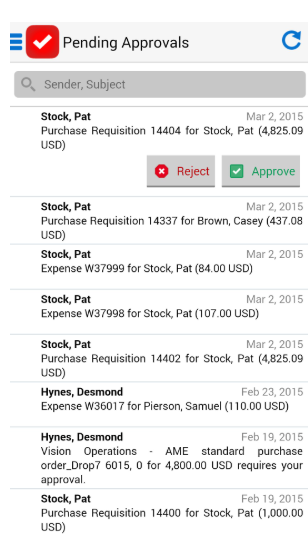 Pending Approvals
Sender, Subject
Stock, Pat Mar 2, 2015
Purchase Requisition 14404 for Stock, Pat (4,825.09
USD)
Reject Approve
Stock, Pat Mar 2, 2015
Purchase Requisition 14337 for Brown, Casey (437.08
USD)
Stock, Pat Mar 2, 2015
Expense W37999 for Stock, Pat (84.00 USD)
Stock, Pat Mar 2, 2015
Expense W37998 for Stock, Pat (107.00 USD)
Stock, Pat Mar 2, 2015
Purchase Requisition 14402 for Stock, Pat (4,825.09
USD)
Hynes, Desmond Feb 23, 2015
Expense W36017 for Pierson, Samuel (110.00 USD)
Hynes, Desmond Feb 19, 2015
Vision Operations - AME standard purchase
order_Drop7 6015, 0 for 4,800.00 USD requires your
approval.
Stock, Pat Feb 19, 2015
Purchase Requisition 14400 for Stock, Pat (1,000.00
USD)